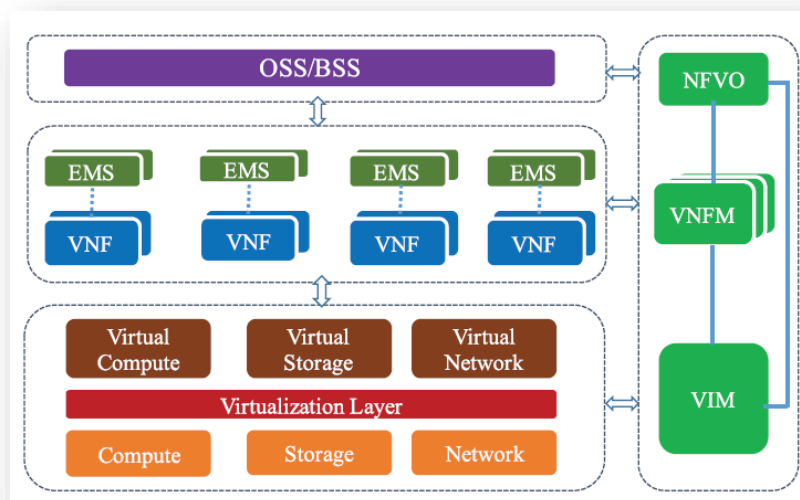 OSS/BSS
NFVO
EMS
EMS
EMS
EMS
VNFM
VNF
VNF
VNF
VNF
Virtual
Compute
Virtual
Storage
Virtual
Network
VIM
Virtualization Layer
Compute
Storage
Network